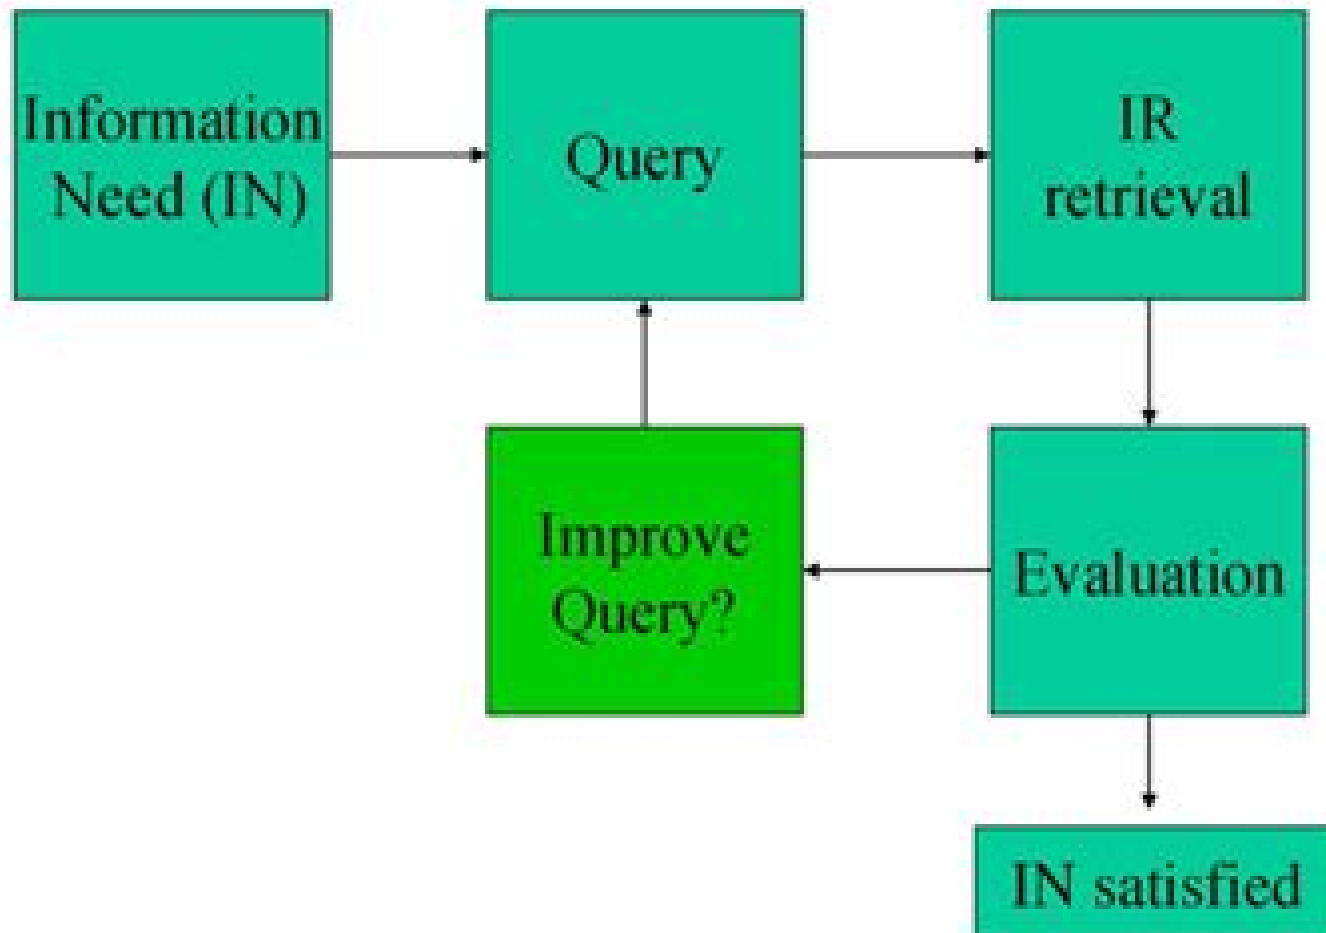 Information
Need (IN)
Query
IR
retrieval
Improve
Query?
Evaluation
IN satisfied